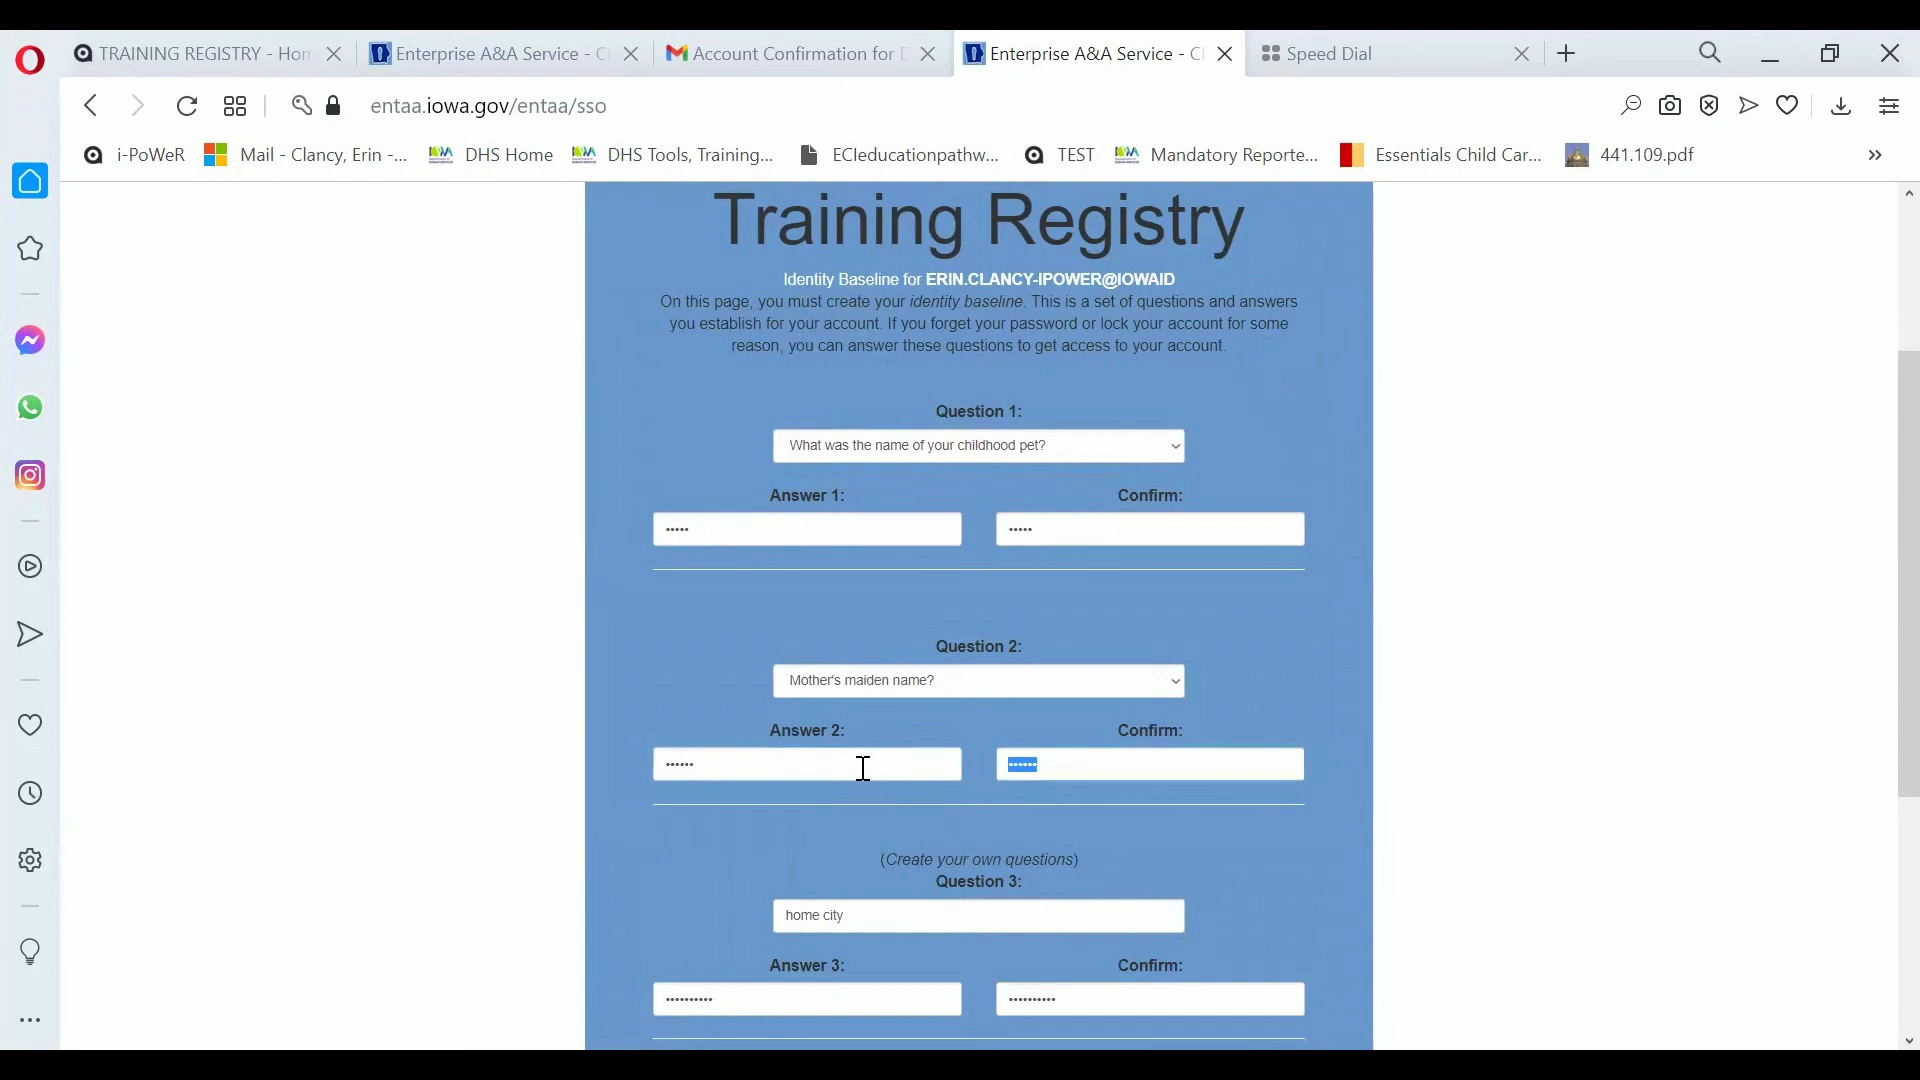 TRAINING REGISTRY - Hom
Enterprise A&A Service - C
Account Confirmation for
Enterprise A&A Service - C
Speed Dial
entaa.iowa.gov/entaa/sso
i-PoWeR
Mail - Clancy, Erin -...
DHS Home
DHS Tools, Training...
ECIeducationpathw...
TEST
Mandatory Reporte...
Essentials Child Car...
441.109.pdf
Training Registry
Identity Baseline for ERIN.CLANCY-IPOWER@IOWAID
On this page, you must create your identity baseline. This is a set of questions and answers
you establish for your account. If you forget your password or lock your account for some
reason, you can answer these questions to get access to your account.
Question 1:
What was the name of your childhood pet?
Answer 1:
Confirm:
•••••
•••••
Question 2:
Mother's maiden name?
Answer 2:
Confirm:
••••••
••••••
(Create your own questions)
Question 3:
home city
Answer 3:
Confirm:
••••••••••
••••••••••